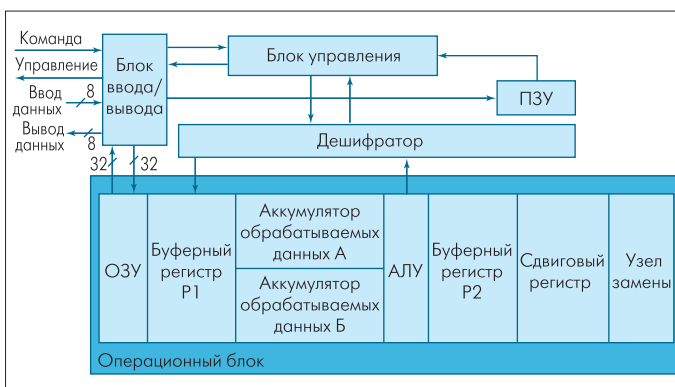 Команда
Управление
Ввод
данных
8
Вывод
данных
8
Блок
ввода/
вывода
Блок управления
ПЗУ
Дешифратор
32
32
ОЗУ
Буферный
регистр
Р1
Аккумулятор
обрабатываемых
данных А
Аккумулятор
обрабатываемых
данных Б
АЛУ
Буферный
регистр
Р2
Сдвиговый
регистр
Узел
замены
Операционный блок